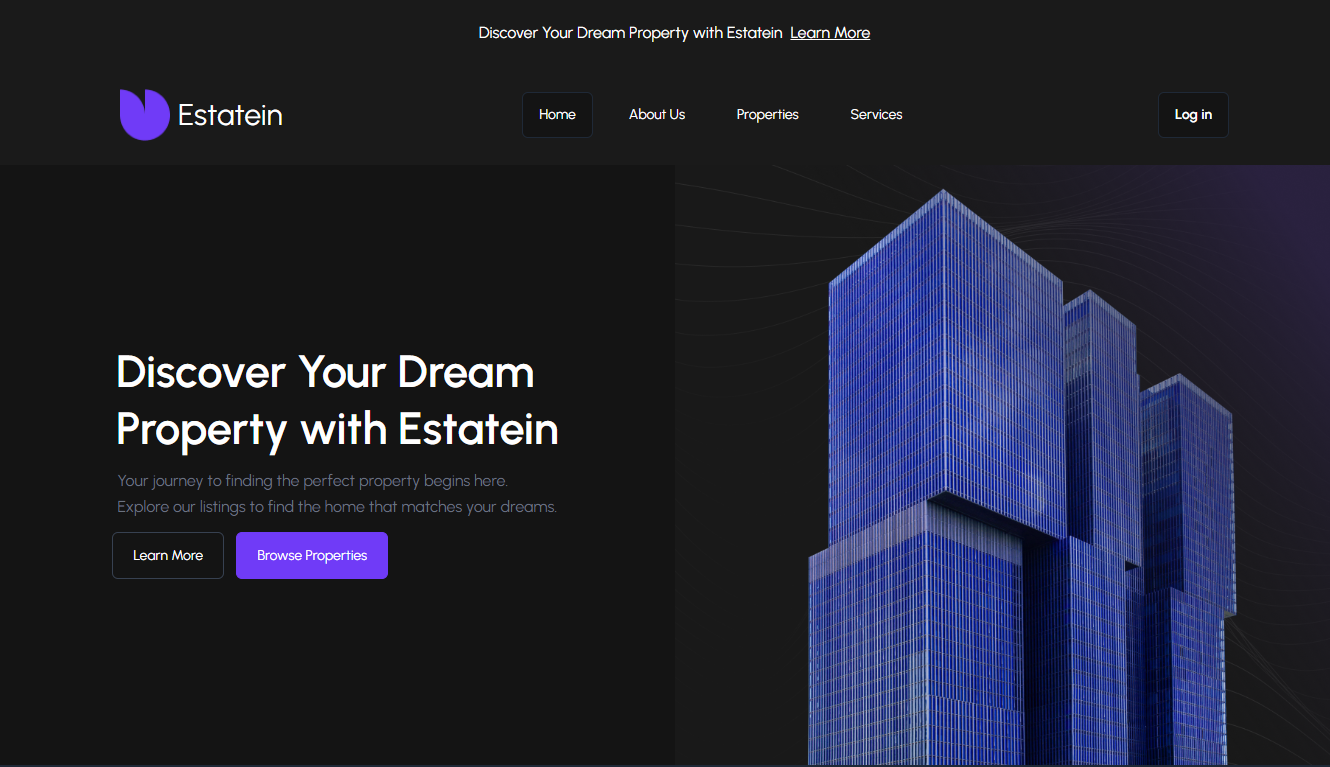 Discover Your Dream Property with Estatein Learn More
Estatein
Home
About Us
Properties
Services
Log in
Discover Your Dream
Property with Estatein
Your journey to finding the perfect property begins here.
Explore our listings to find the home that matches your dreams.
Learn More
Browse Properties